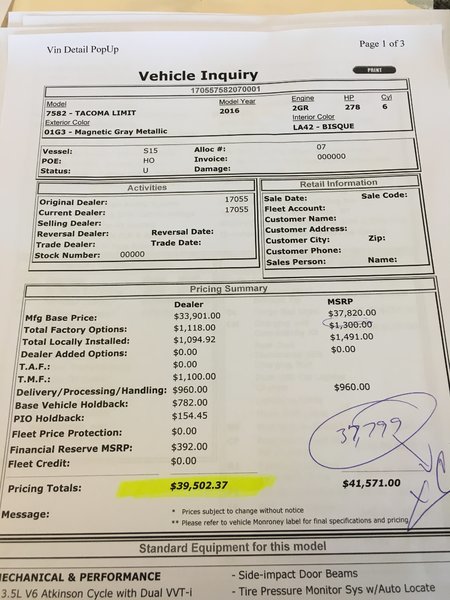 Vin Detail PopUp Page 1 of 3
PRINT
Vehicle Inquiry
170557582070001
Model Model Year Engine HP Cyl
7582 - TACOMA LIMIT 2016 2GR 278 6
Exterior Color Interior Color
01G3 - Magnetic Gray Metallic LA42 - BISQUE
Vessel: S15 Alloc #: 07
POE: HO Invoice: 000000
Status: U Damage:
Activities
Original Dealer: 17055
Current Dealer: 17055
Selling Dealer:
Reversal Dealer: Reversal Date:
Trade Dealer: Trade Date:
Stock Number: 00000
Retail Information
Sale Date: Sale Code:
Fleet Account:
Customer Name:
Customer Address:
Customer City: Zip:
Customer Phone:
Sales Person: Name:
Pricing Summary
Dealer MSRP
Mfg Base Price: $33,901.00 $37,820.00
Total Factory Options: $1,118.00 $1,300.00
Total Locally Installed: $1,094.92 $1,491.00
Dealer Added Options: $0.00 $0.00
T.A.F.: $0.00
T.M.F.: $1,100.00
Delivery/Processing/Handling: $960.00 $960.00
Base Vehicle Holdback: $782.00
PIO Holdback: $154.45
Fleet Price Protection: $0.00
Financial Reserve MSRP: $392.00
Fleet Credit: $0.00
37,799
Pricing Totals: $39,502.37 $41,571.00
Message: * Prices subject to change without notice
** Please refer to vehicle Monroney label for final specifications and pricing
Standard Equipment for this model
MECHANICAL & PERFORMANCE - Side-impact Door Beams
3.5L V6 Atkinson Cycle with Dual VVT-i - Tire Pressure Monitor Sys w/Auto Locate